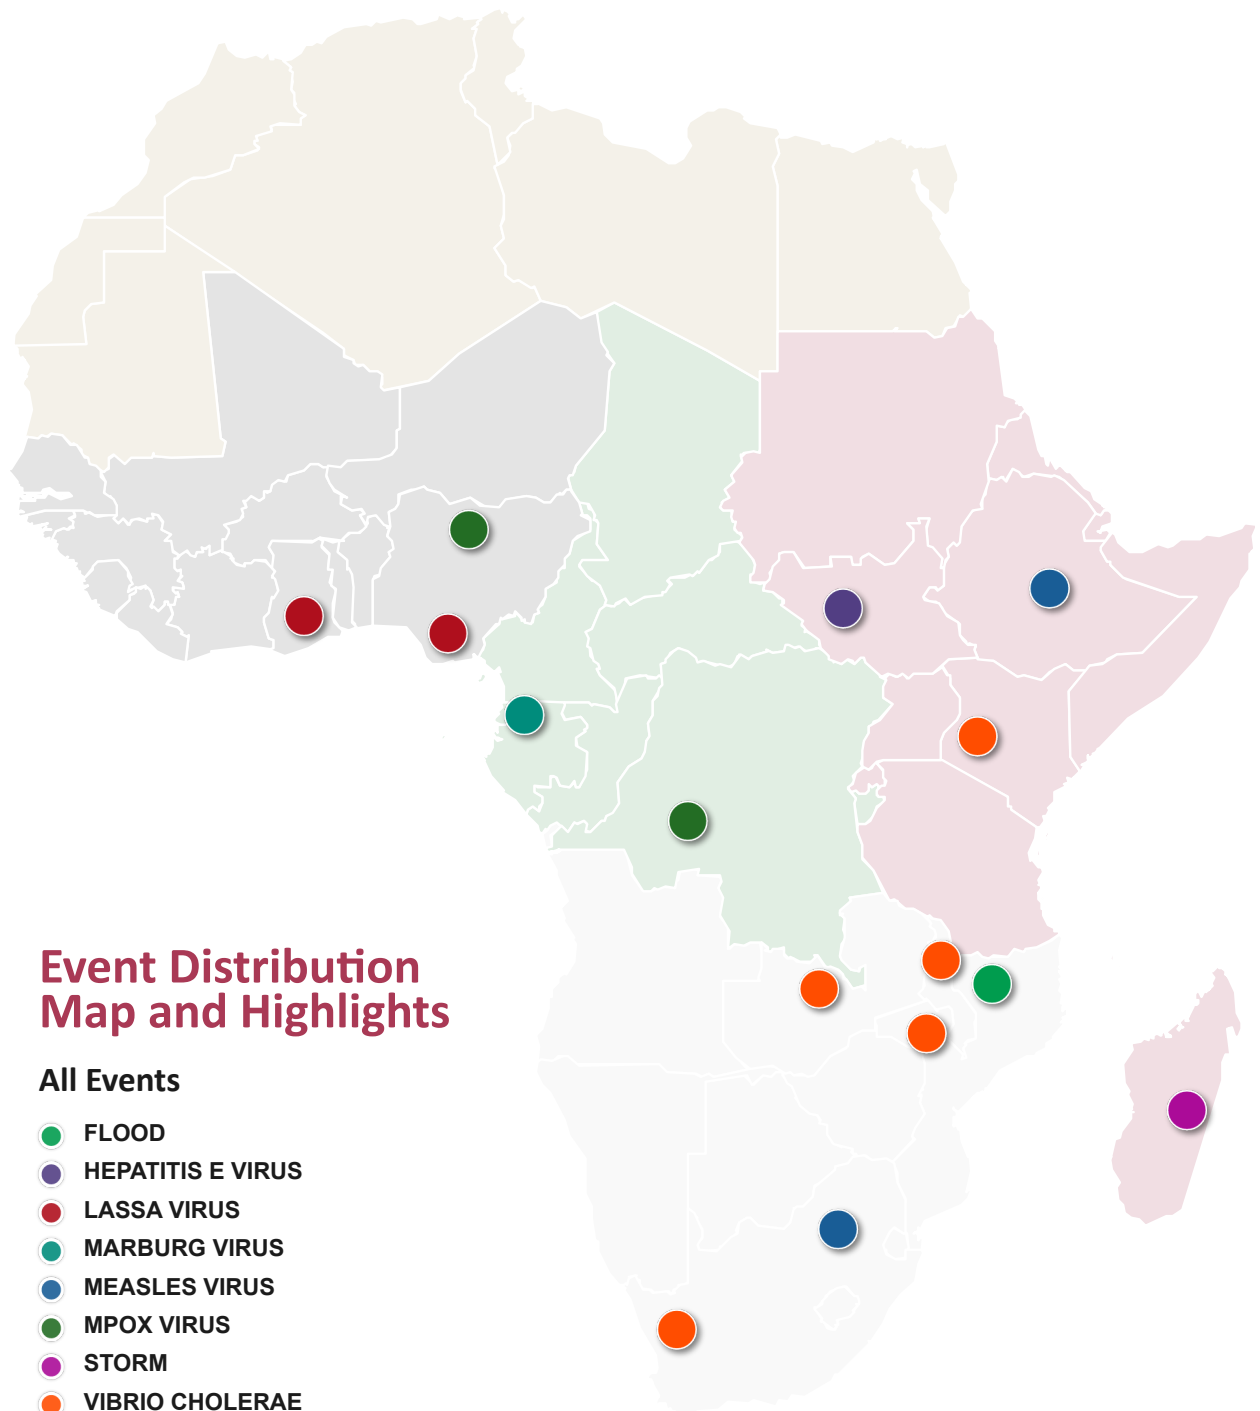 Event Distribution
Map and Highlights
All Events
FLOOD
HEPATITIS E VIRUS
LASSA VIRUS
MARBURG VIRUS
MEASLES VIRUS
MPOX VIRUS
STORM
VIBRIO CHOLERAE